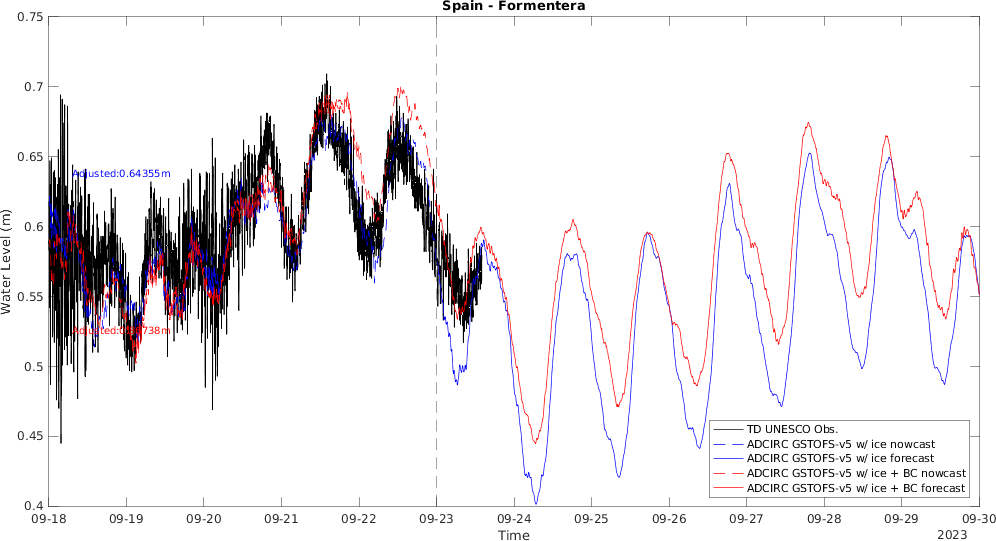 Spain - Formentera
0.75
0.7
0.65
0.6
0.55
0.5
0.45
0.4
Water Level (m)
Adjusted:0.64355m
TD UNESCO Obs.
ADCIRC GSTOFS-v5 w/ ice nowcast
ADCIRC GSTOFS-v5 w/ ice forecast
ADCIRC GSTOFS-v5 w/ ice + BC nowcast
ADCIRC GSTOFS-v5 w/ ice + BC forecast
09-18 09-19 09-20 09-21 09-22 09-23 09-24 09-25 09-26 09-27 09-28 09-29 09-30
Time
2023